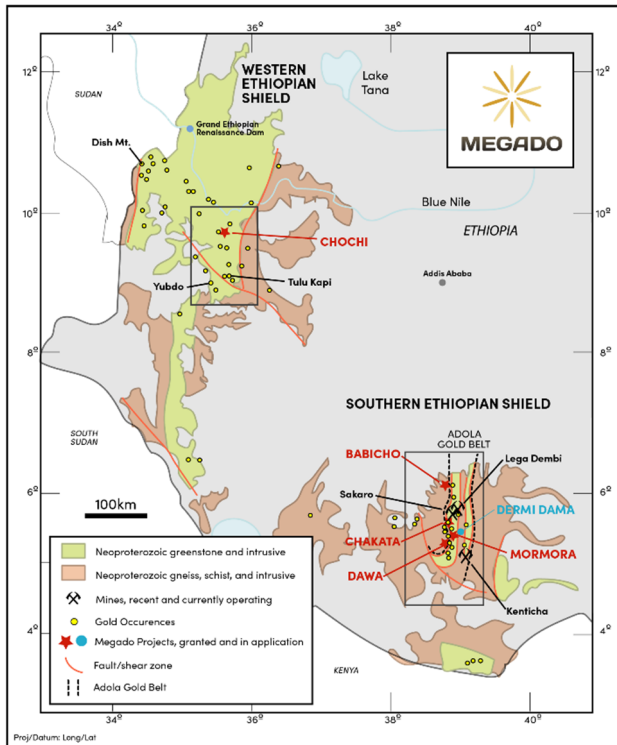 34º
36º
38º
40º
12º
12º
SUDAN
WESTERN
ETHIOPIAN
SHIELD
Lake
Tana
MEGADO
Grand Ethiopian
Renaissance Dam
Dish Mt.
10º
10º
Blue Nile
ETHIOPIA
CHOCHI
Addis Ababa
Yubdo
Tulu Kapi
8º
8º
SOUTHERN ETHIOPIAN SHIELD
SOUTH
SUDAN
ADOLA
GOLD BELT
BABICHO
Lega Dembi
Sakaro
6º
6º
100km
DERMI DAMA
CHAKATA
MORMORA
DAWA
Kenticha
Neoproterozoic greenstone and intrusive
Neoproterozoic gneiss, schist, and intrusive
Mines, recent and currently operating
Gold Occurences
Megado Projects, granted and in application
Fault/shear zone
Adola Gold Belt
4º
4º
KENYA
34º
36º
38º
40º
Proj/Datum: Long/Lat